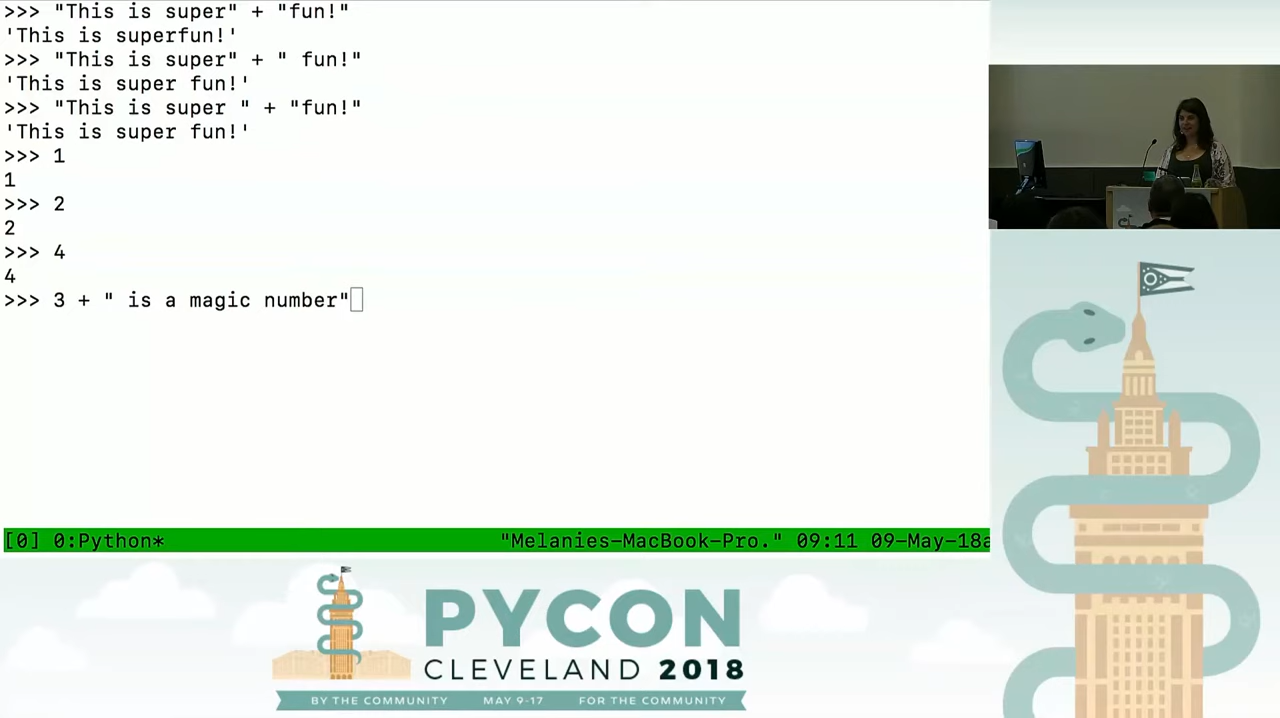 >>> "This is super" + "fun!"
'This is superfun!'
>>> "This is super" + " fun!"
'This is super fun!'
>>> "This is super " + "fun!"
'This is super fun!'
>>> 1
1
>>> 2
2
>>> 4
4
>>> 3 + " is a magic number"
[0] 0:Python* "Melanies-MacBook-Pro." 09:11 09-May-18a
PYCON
CLEVELAND 2018
BY THE COMMUNITY MAY 9-17 FOR THE COMMUNITY